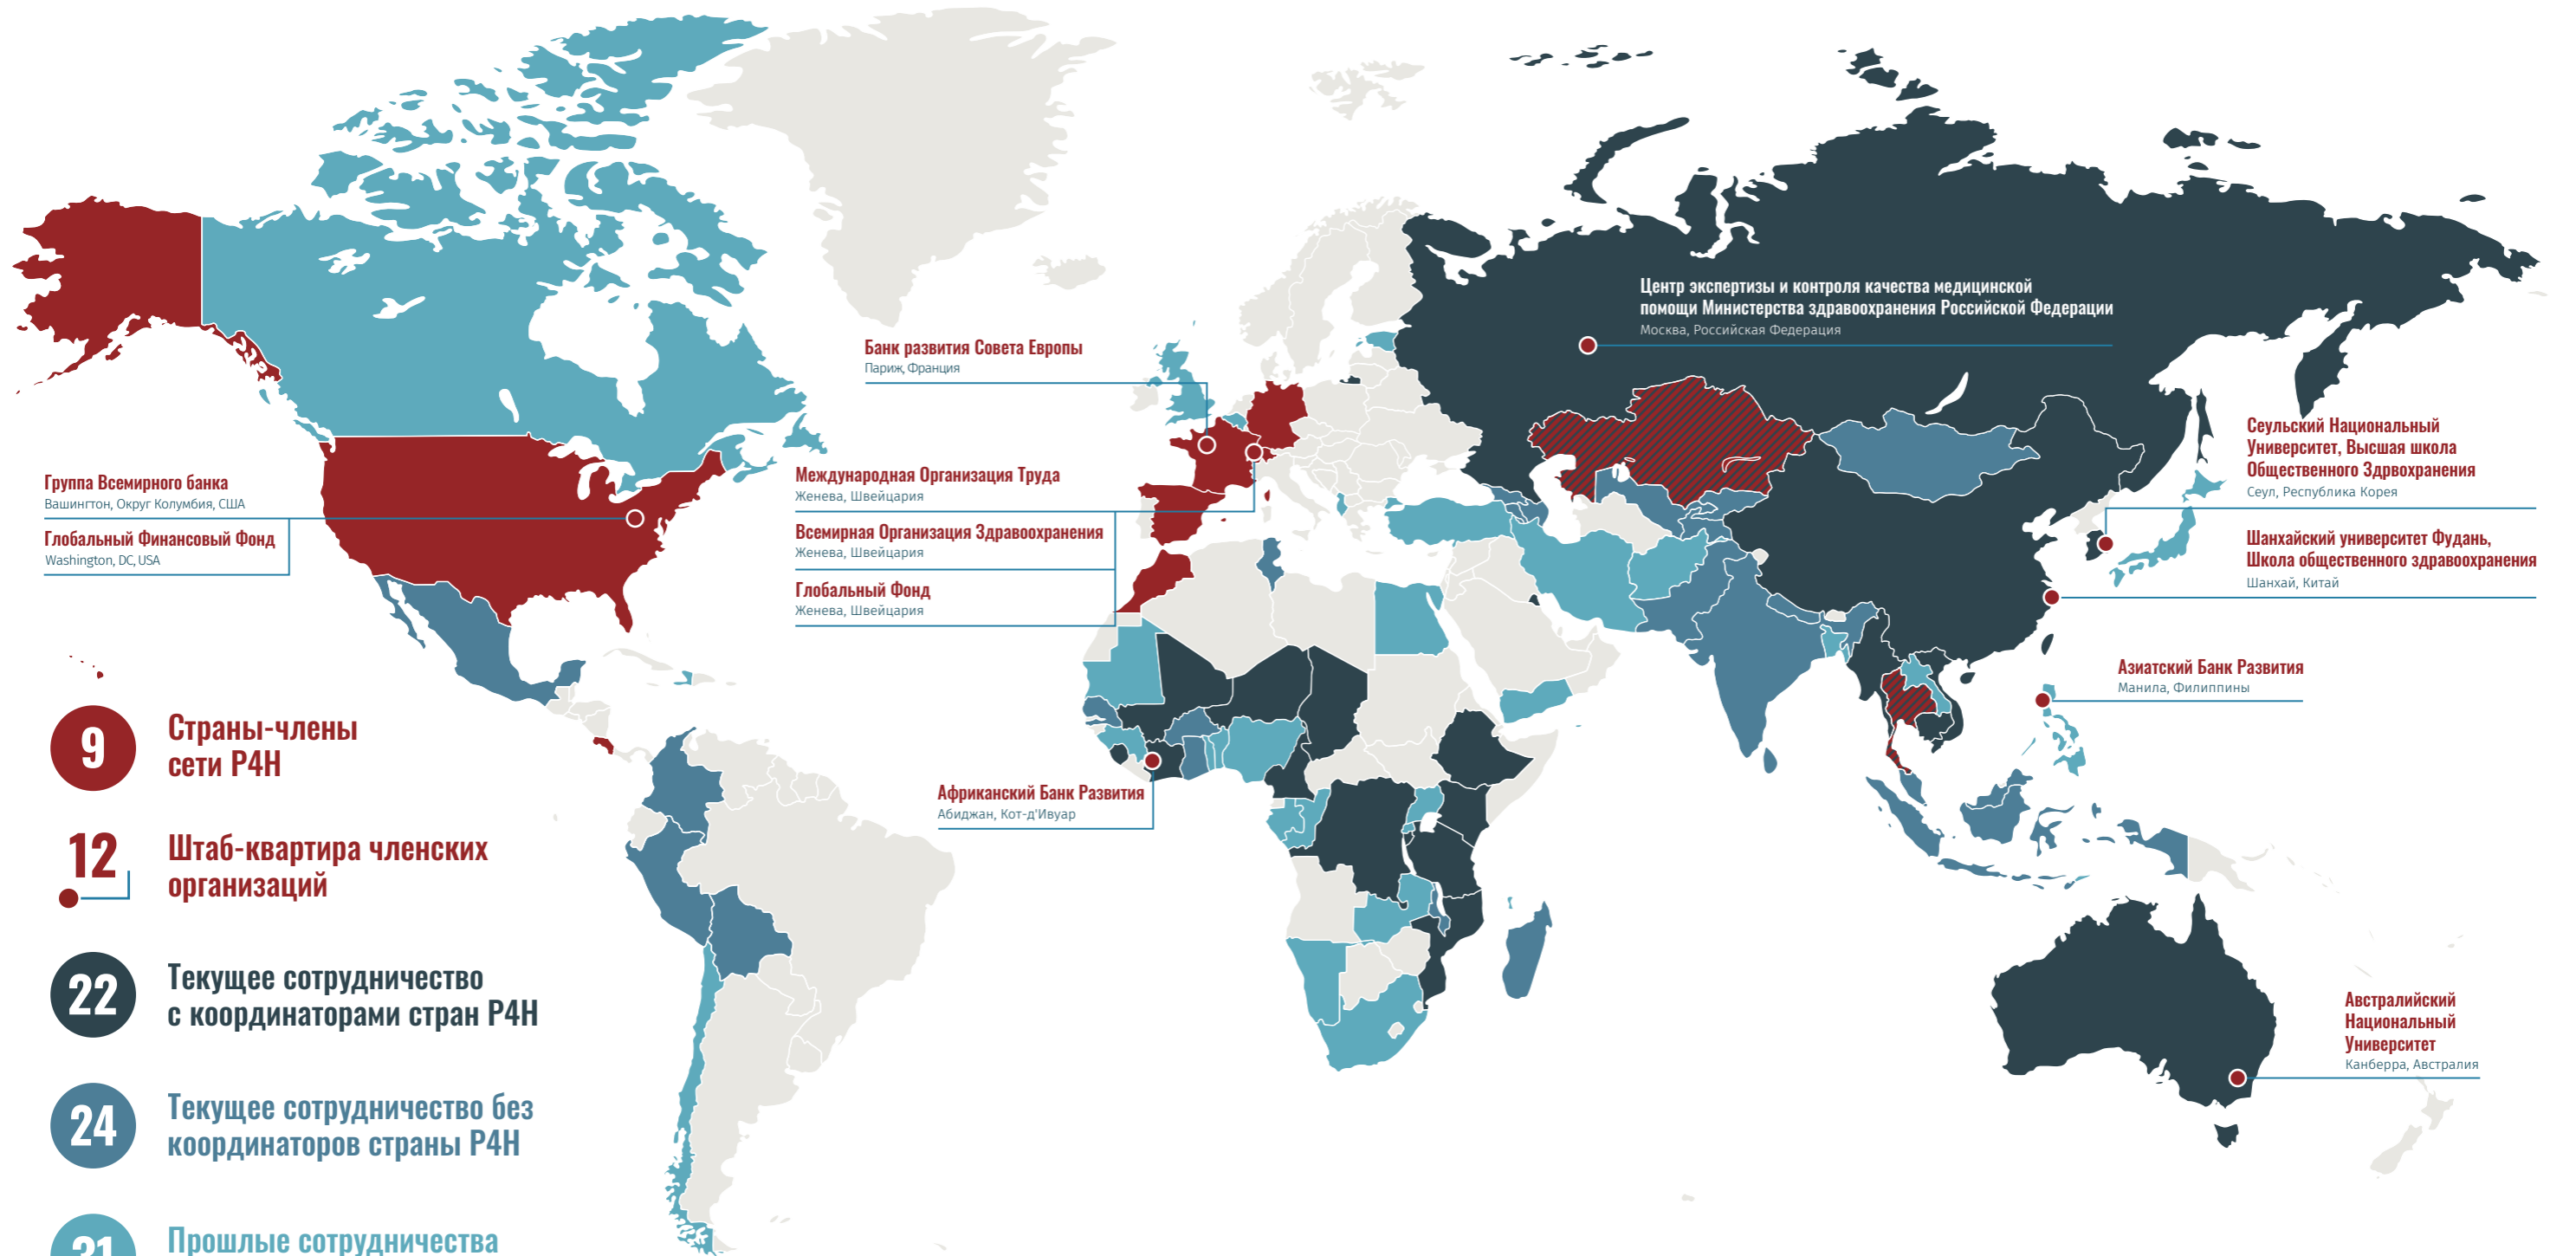 Центр экспертизы и контроля качества медицинской
помощи Министерства здравоохранения Российской Федерации
Москва, Российская Федерация
Банк развития Совета Европы
Париж, Франция
Группа Всемирного банка
Вашингтон, Округ Колумбия, США
Глобальный Финансовый Фонд
Washington, DC, USA
Международная Организация Труда
Женева, Швейцария
Всемирная Организация Здравоохранения
Женева, Швейцария
Глобальный Фонд
Женева, Швейцария
Сеульский Национальный
Университет, Высшая школа
Общественного Здрвохранения
Сеул, Республика Корея
Шанхайский университет Фудань,
Школа общественного здравоохранения
Шанхай, Китай
Азиатский Банк Развития
Манила, Филиппины
Африканский Банк Развития
Абиджан, Кот-д'Ивуар
Австралийский
Национальный
Университет
Канберра, Австралия
9
Страны-члены
сети P4H
12
Штаб-квартира членских
организаций
22
Текущее сотрудничество
с координаторами стран P4H
24
Текущее сотрудничество без
координаторов страны P4H
31
Прошлые сотрудничества